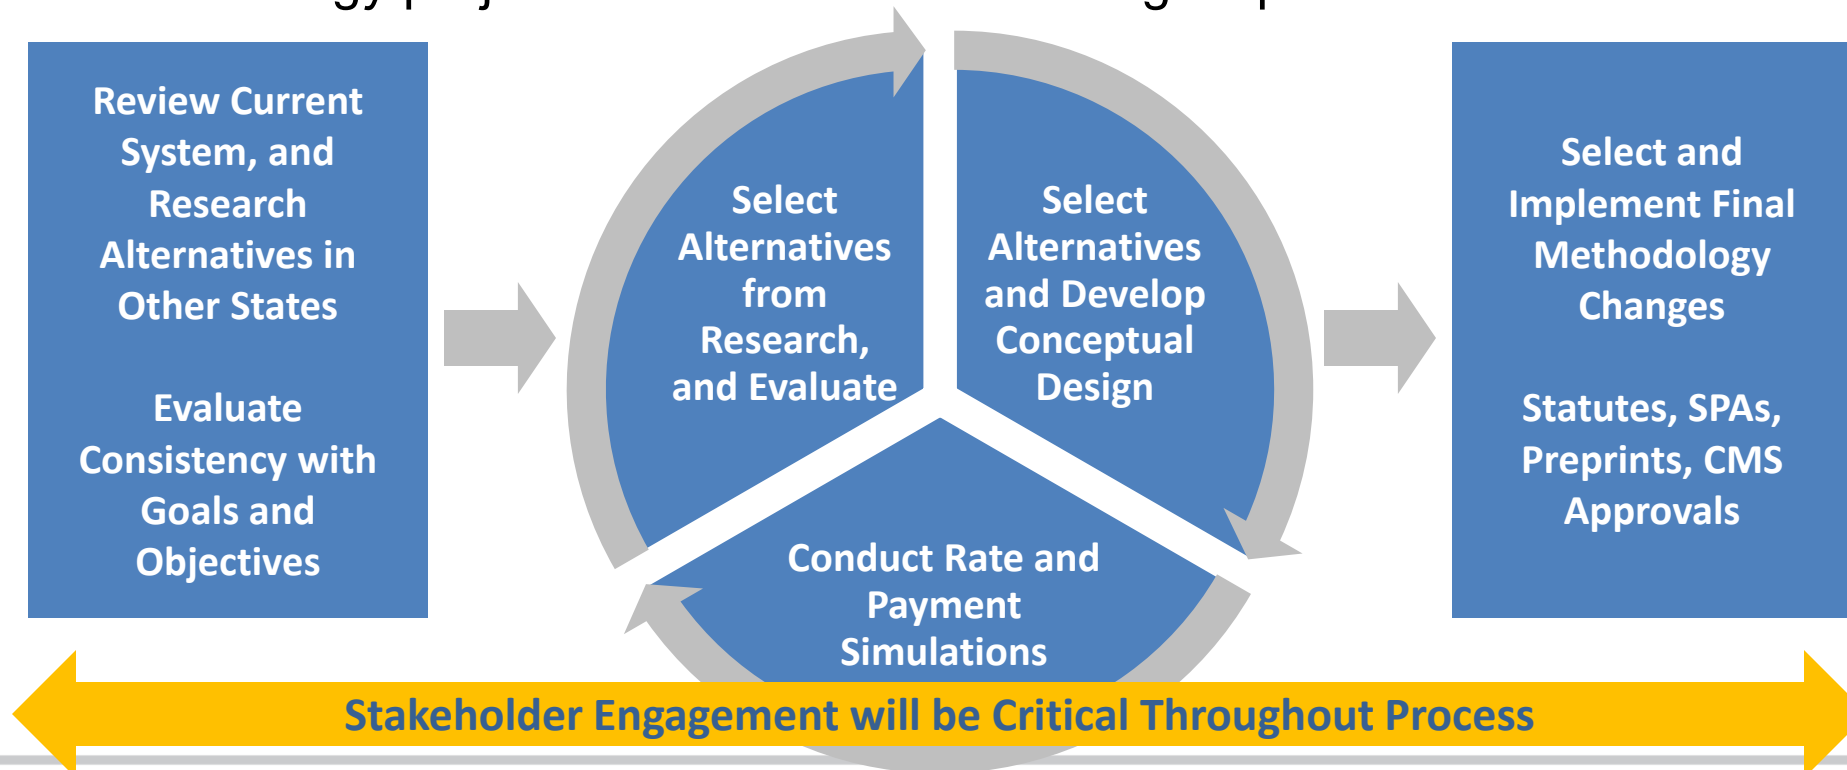 Review Current
System, and
Research
Alternatives in
Other States
Evaluate
Consistency with
Goals and
Objectives
Select
Alternatives
from
Research,
and Evaluate
Select
Alternatives
and Develop
Conceptual
Design
Conduct Rate and
Payment
Simulations
Select and
Implement Final
Methodology
Changes
Statutes, SPAs,
Preprints, CMS
Approvals
Stakeholder Engagement will be Critical Throughout Process